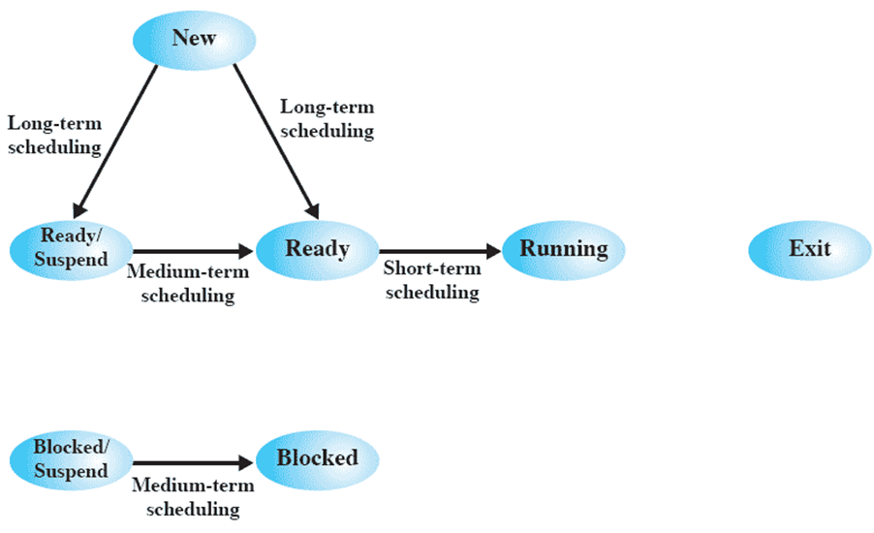 New
Long-term
scheduling
Long-term
scheduling
Ready/
Suspend
Ready
Running
Exit
Medium-term
scheduling
Short-term
scheduling
Blocked/
Suspend
Blocked
Medium-term
scheduling